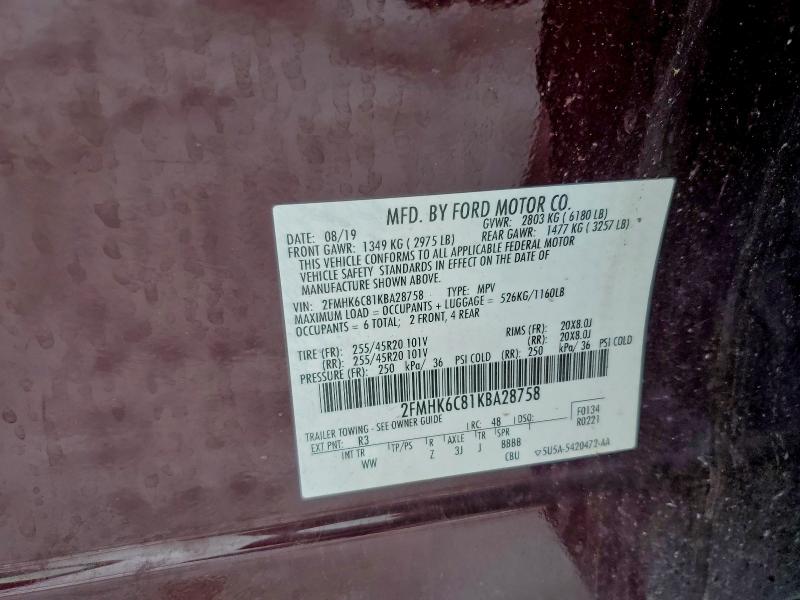 MFD. BY FORD MOTOR CO.
DATE: 08/19 GVWR: 2803 KG ( 6180 LB)
FRONT GAWR: 1349 KG ( 2975 LB) REAR GAWR: 1477 KG ( 3257 LB)
THIS VEHICLE CONFORMS TO ALL APPLICABLE FEDERAL MOTOR
VEHICLE SAFETY STANDARDS IN EFFECT ON THE DATE OF
MANUFACTURE SHOWN ABOVE.
VIN: 2FMHK6C81KBA28758 TYPE: MPV
MAXIMUM LOAD = OCCUPANTS + LUGGAGE = 526KG/1160LB
OCCUPANTS = 6 TOTAL; 2 FRONT, 4 REAR
TIRE (FR): 255/45R20 101V RIMS (FR): 20X8.0J
(RR): 255/45R20 101V (RR): 20X8.0J
PRESSURE (FR): 250 kPa/ 36 PSI COLD (RR): 250 kPa/ 36 PSI COLD
2FMHK6C81KBA28758
TRAILER TOWING - SEE OWNER GUIDE F0134
EXT PNT: R3 RC: 48 DSO: R0221
INT TR TP/PS R AXLE TR SPR
WW Z 3J J BBBB
CBU ▽5U5A-5420472-AA